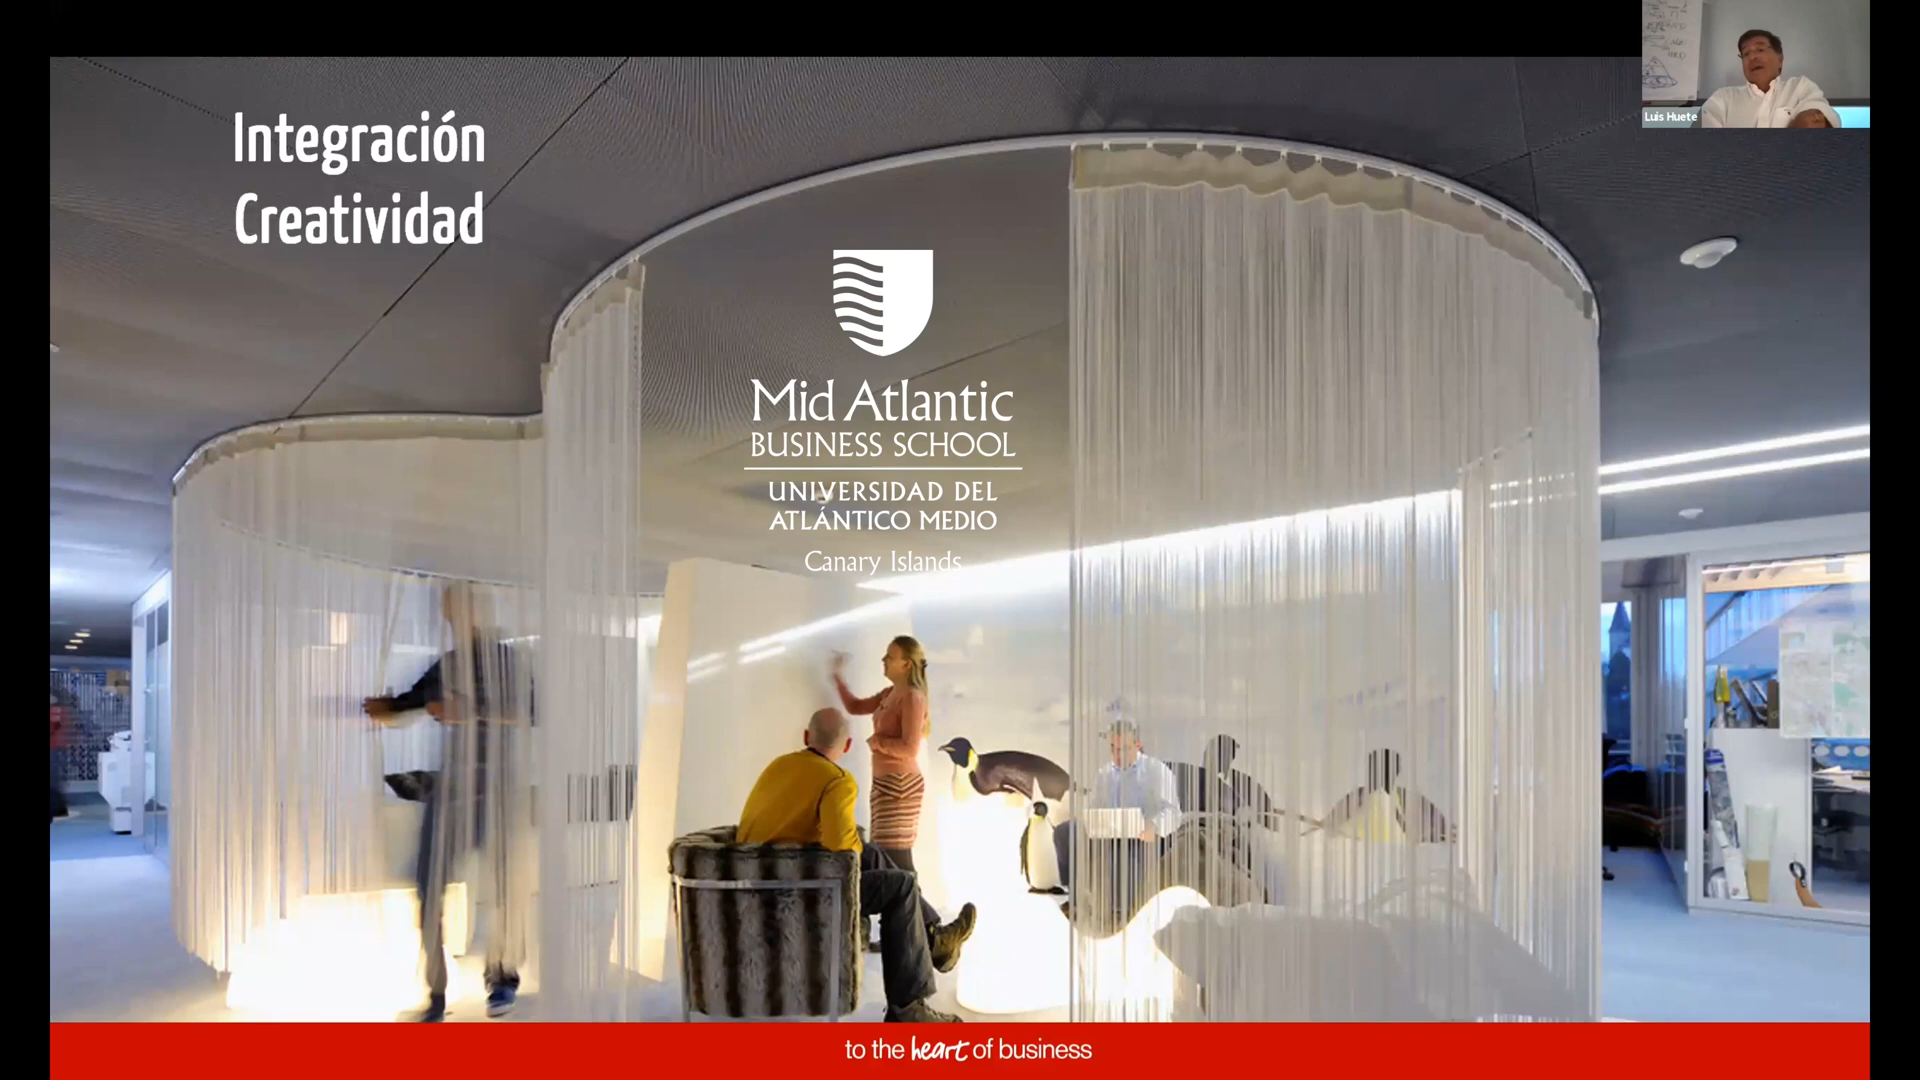 Integración
Creatividad
Luis Huete
Mid Atlantic
BUSINESS SCHOOL
UNIVERSIDAD DEL
ATLÁNTICO MEDIO
Canary Islands
to the heart of business